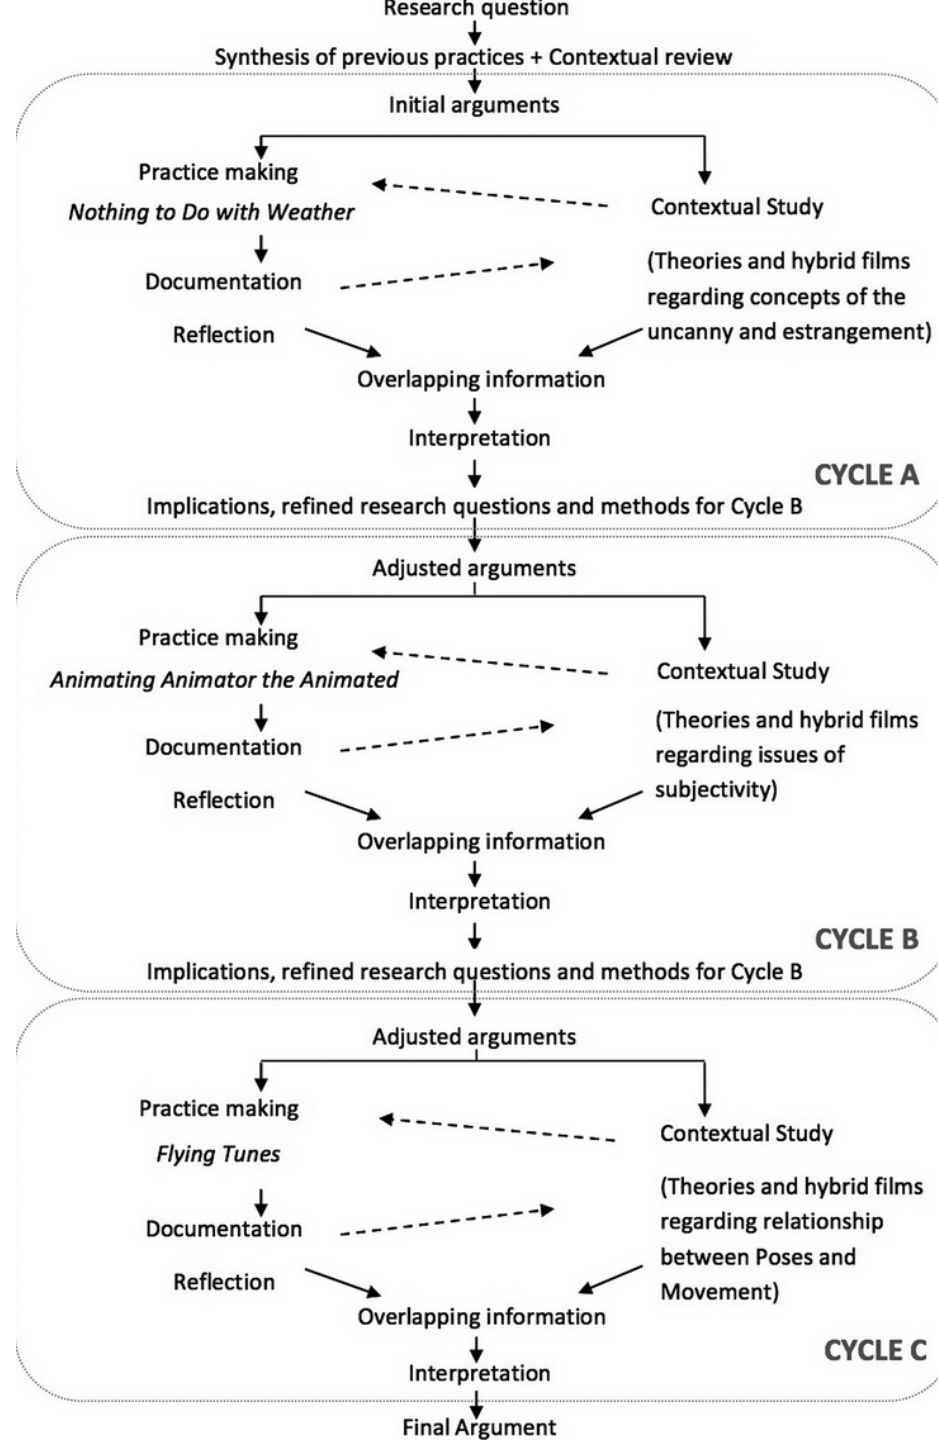 Research question
Synthesis of previous practices + Contextual review
Initial arguments
Practice making
Nothing to Do with Weather
Documentation
Reflection
Contextual Study
(Theories and hybrid films
regarding concepts of the
uncanny and estrangement)
Overlapping information
Interpretation
CYCLE A
Implications, refined research questions and methods for Cycle B
Adjusted arguments
Practice making
Animating Animator the Animated
Documentation
Reflection
Contextual Study
(Theories and hybrid films
regarding issues of
subjectivity)
Overlapping information
Interpretation
CYCLE B
Implications, refined research questions and methods for Cycle B
Adjusted arguments
Practice making
Flying Tunes
Documentation
Reflection
Contextual Study
(Theories and hybrid films
regarding relationship
between Poses and
Movement)
Overlapping information
Interpretation
CYCLE C
Final Argument